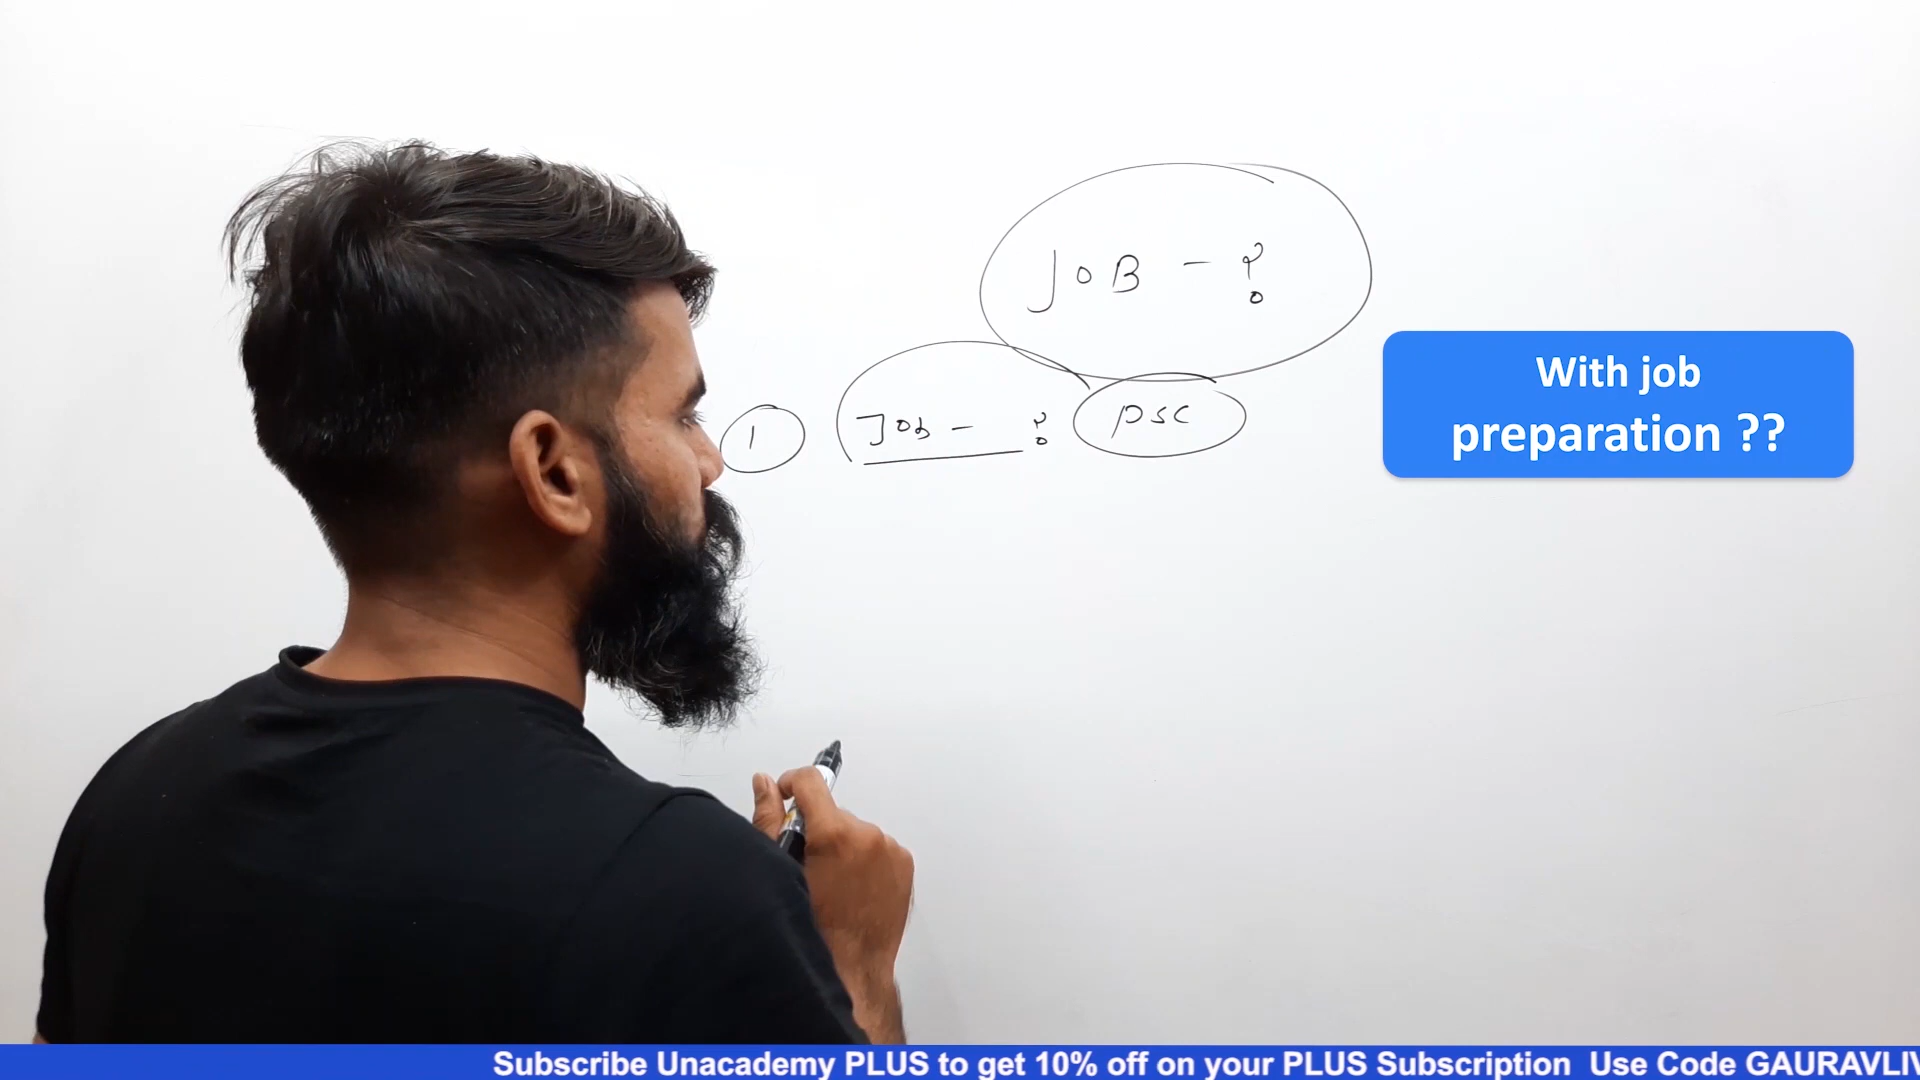 JOB - ?
1 Job - ? PSC
With job
preparation ??
Subscribe Unacademy PLUS to get 10% off on your PLUS Subscription Use Code GAURAVLIV